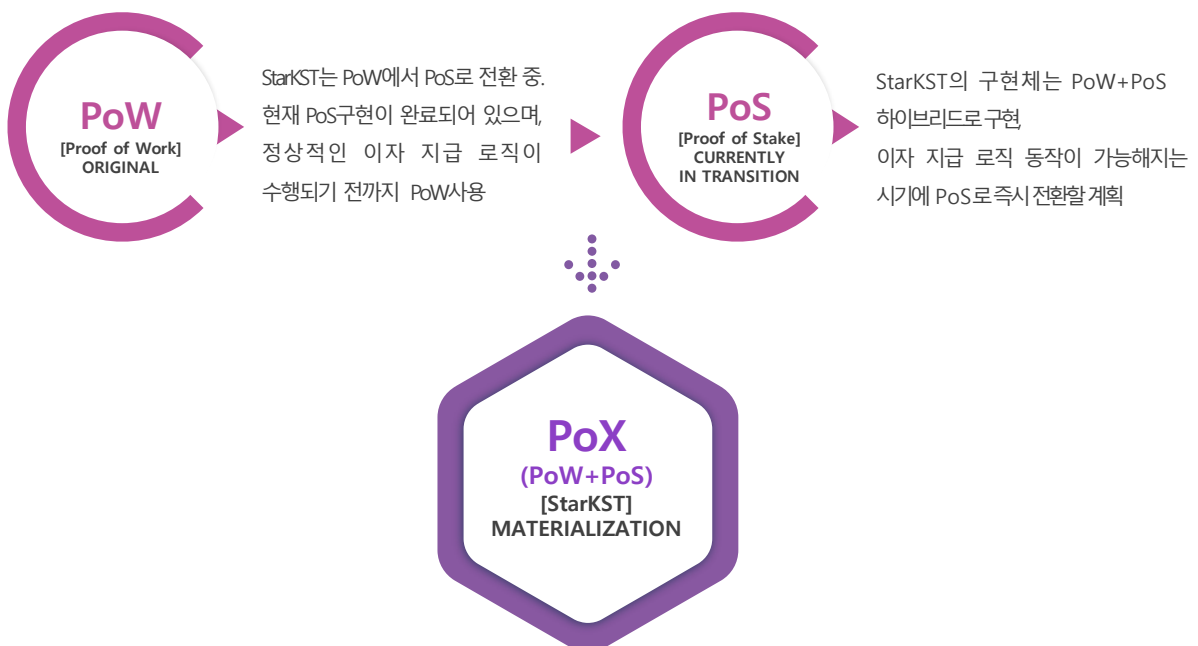 PoW
[Proof of Work]
ORIGINAL
StarKST는 PoW에서 PoS로 전환 중.
현재 PoS구현이 완료되어 있으며,
정상적인 이자 지급 로직이
수행되기 전까지 PoW사용
PoS
[Proof of Stake]
CURRENTLY
IN TRANSITION
StarKST의 구현체는 PoW+PoS
하이브리드로 구현,
이자 지급 로직 동작이 가능해지는
시기에 PoS로 즉시 전환할 계획
PoX
(PoW+PoS)
[StarKST]
MATERIALIZATION